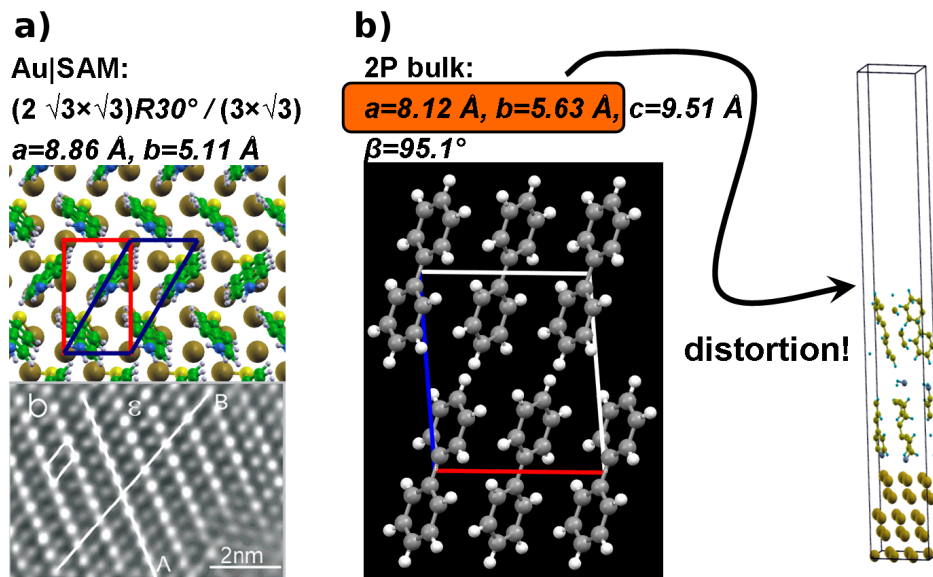 a)
Au|SAM:
(2 √3×√3)R30° / (3×√3)
a=8.86 Å, b=5.11 Å
b
ε
B
A
2nm
b)
2P bulk:
a=8.12 Å, b=5.63 Å, c=9.51 Å
β=95.1°
distortion!